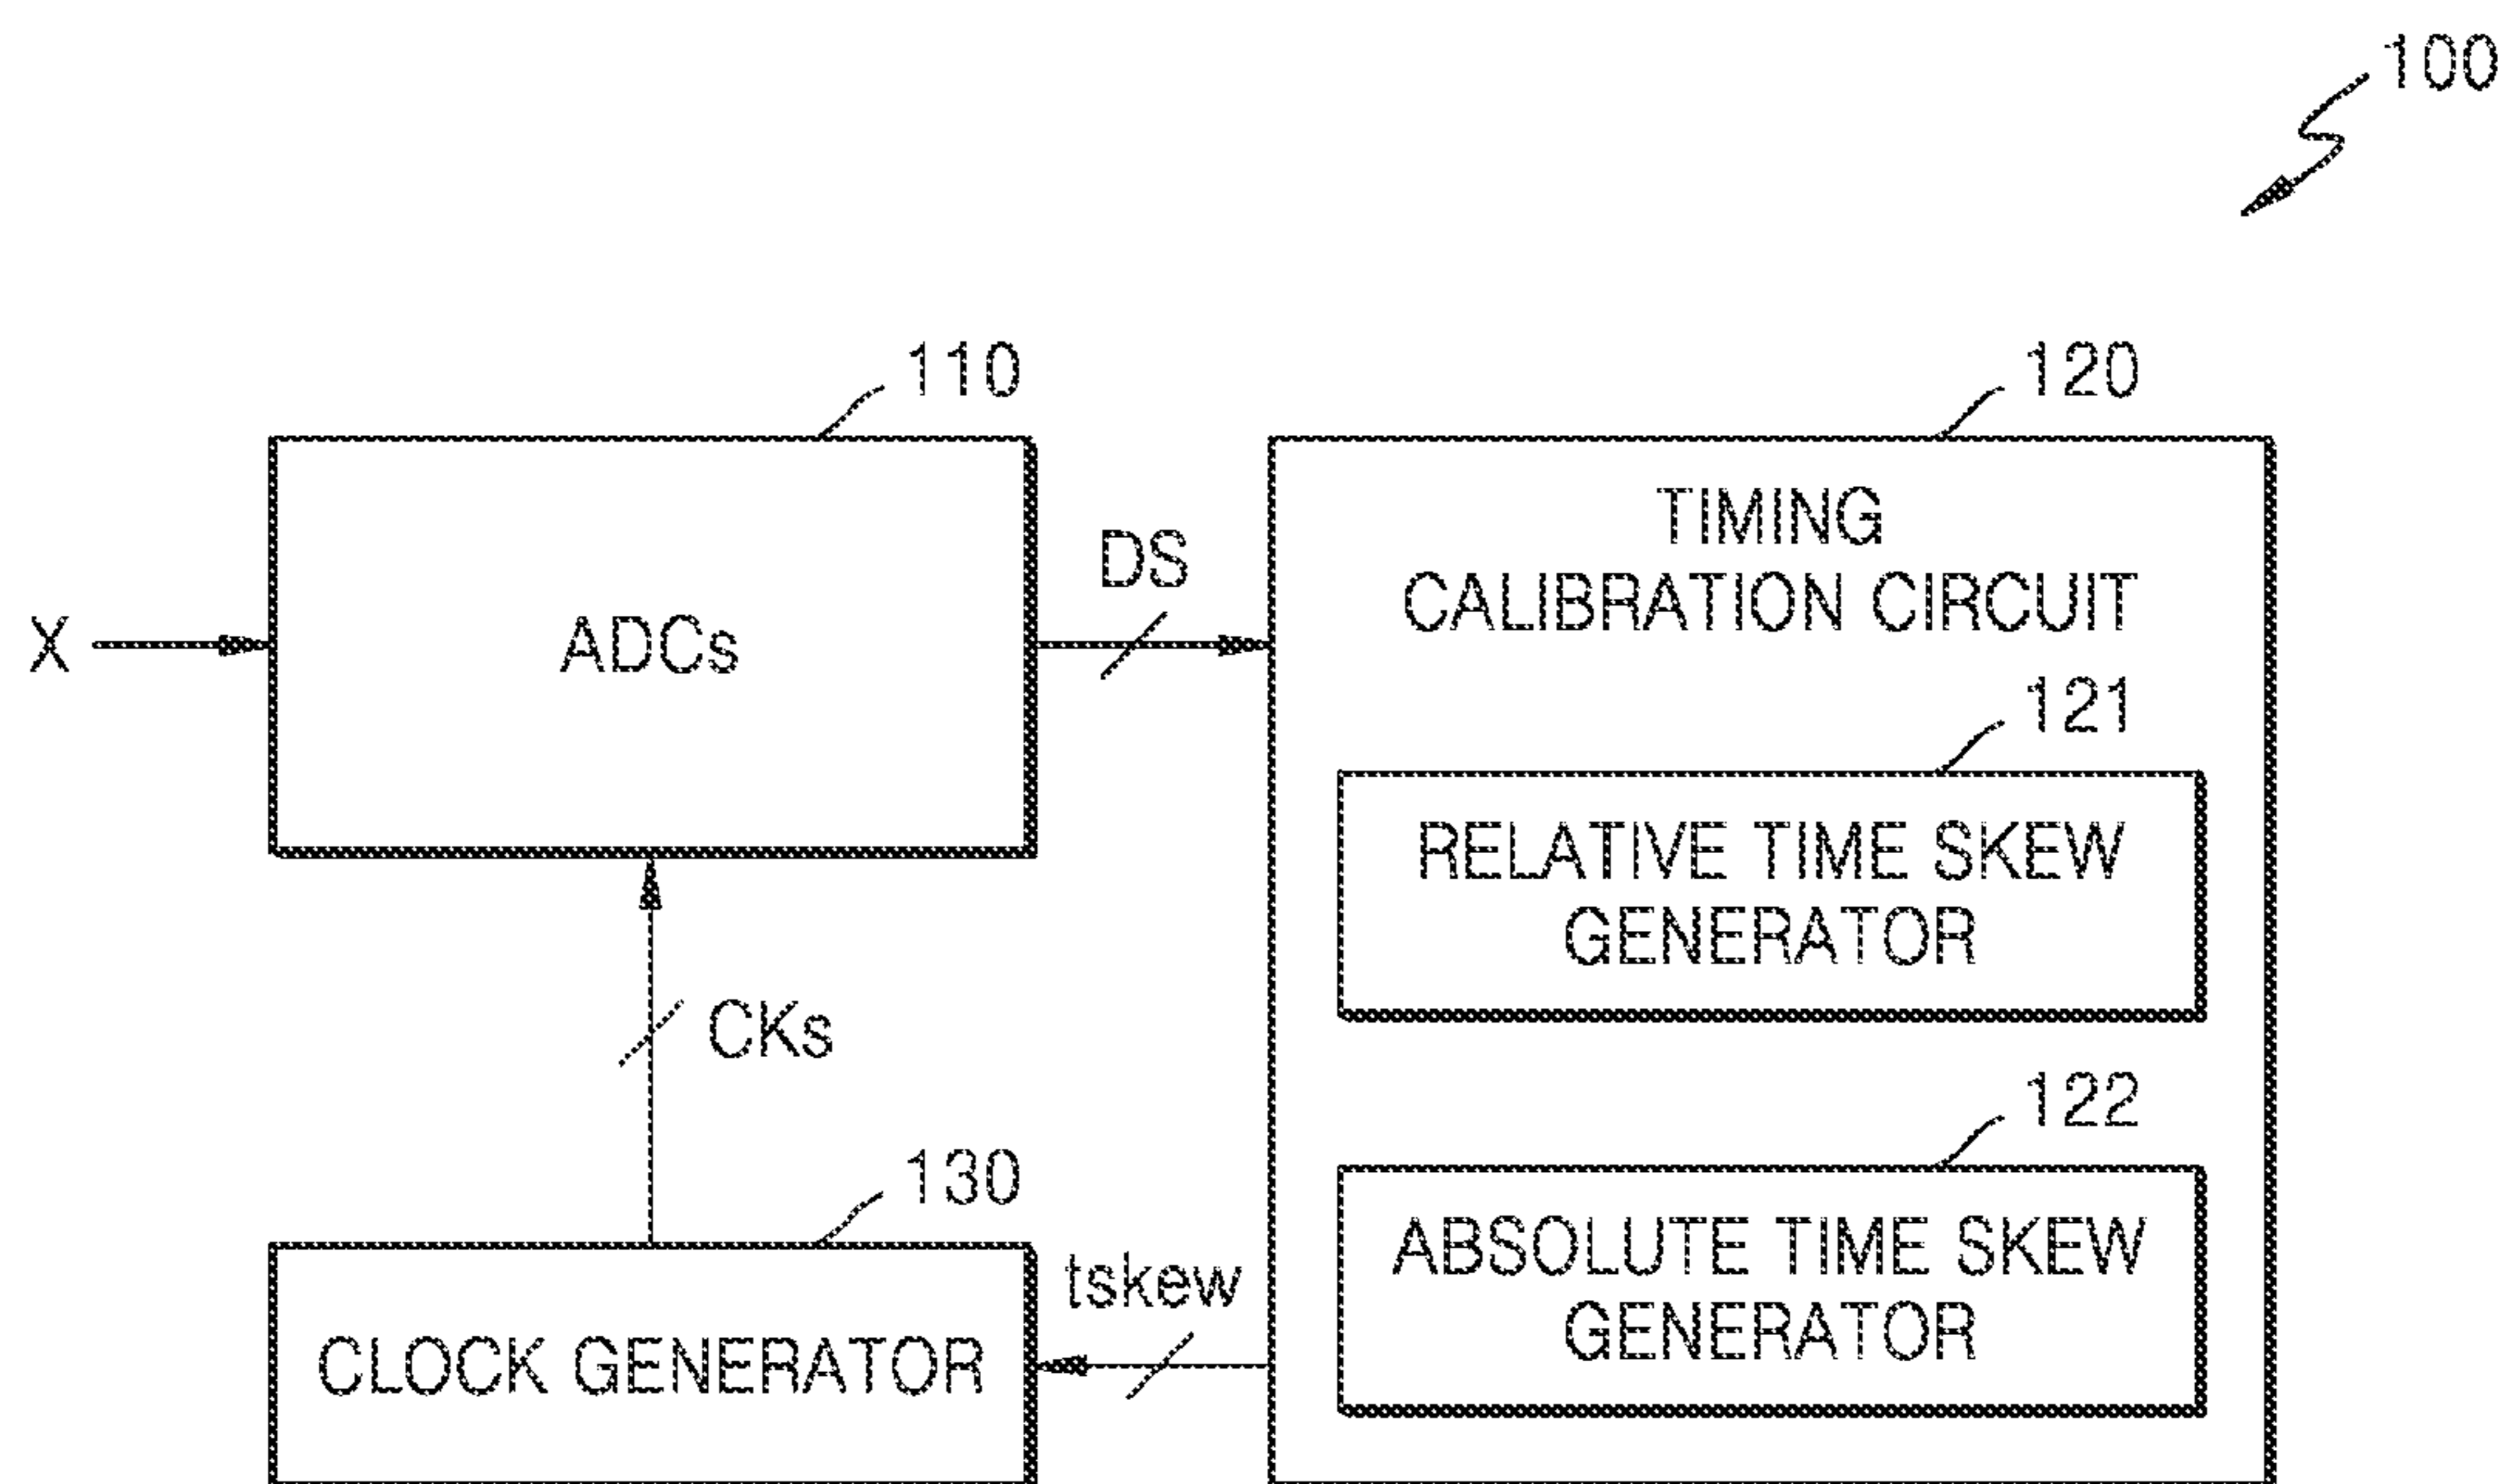 100
110
120
TIMING
CALIBRATION CIRCUIT
DS
X
ADCs
121
RELATIVE TIME SKEW
GENERATOR
CKs
122
130
ABSOLUTE TIME SKEW
GENERATOR
tskew
CLOCK GENERATOR